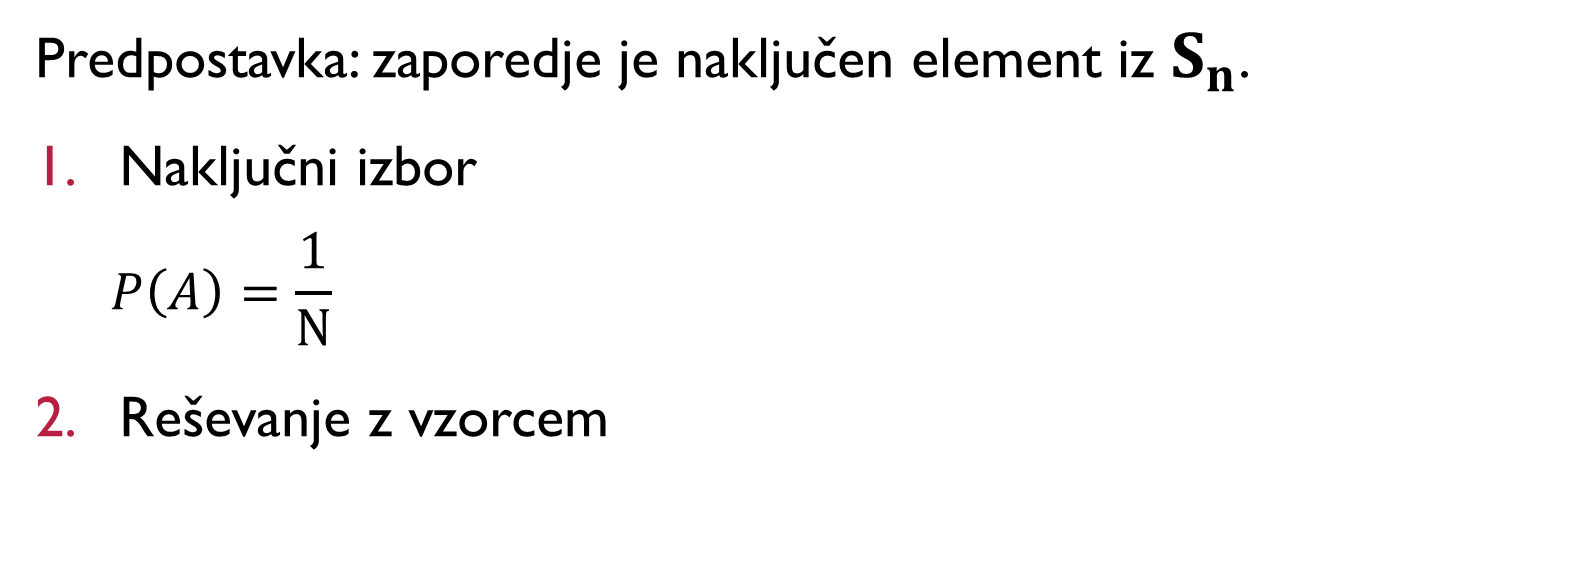 Predpostavka: zaporedje je naključen element iz Sₙ.
1. Naključni izbor
P(A) = 1/N
2. Reševanje z vzorcem